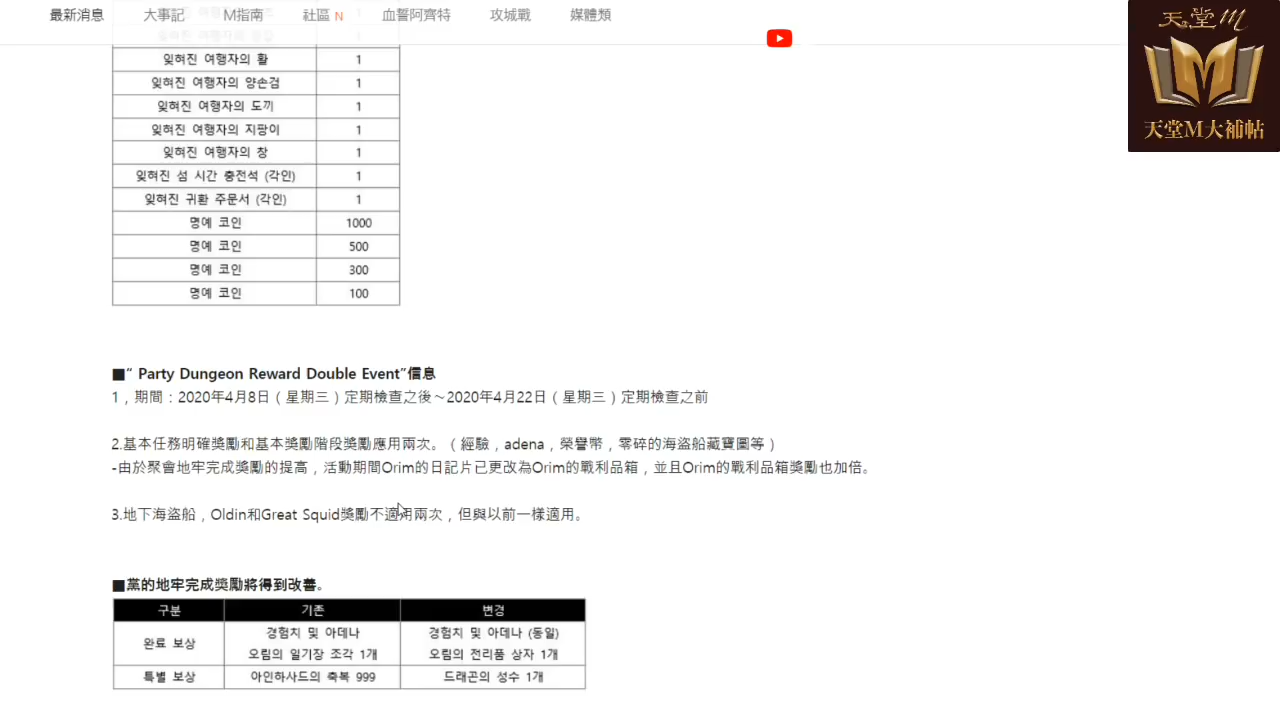 最新消息 大事記 M指南 社區 N 血誓阿齊特 攻城戰 媒體類
天堂M
天堂M大補帖
잊혀진 여행자의 활 1
잊혀진 여행자의 양손검 1
잊혀진 여행자의 도끼 1
잊혀진 여행자의 지팡이 1
잊혀진 여행자의 창 1
잊혀진 섬 시간 충전석 (각인) 1
잊혀진 귀환 주문서 (각인) 1
명예 코인 1000
명예 코인 500
명예 코인 300
명예 코인 100
■“ Party Dungeon Reward Double Event”信息
1，期間：2020年4月8日（星期三）定期檢查之後～2020年4月22日（星期三）定期檢查之前
2.基本任務明確獎勵和基本獎勵階段獎勵應用兩次。（經驗，adena，榮譽幣，零碎的海盜船藏寶圖等）
-由於聚會地牢完成獎勵的提高，活動期間Orim的日記片已更改為Orim的戰利品箱，並且Orim的戰利品箱獎勵也加倍。
3.地下海盜船，Oldin和Great Squid獎勵不適用兩次，但與以前一樣適用。
■黨的地牢完成獎勵將得到改善。
구분 기존 변경
완료 보상 경험치 및 아데나 경험치 및 아데나 (동일)
오림의 일기장 조각 1개 오림의 전리품 상자 1개
특별 보상 아인하사드의 축복 999 드래곤의 성수 1개